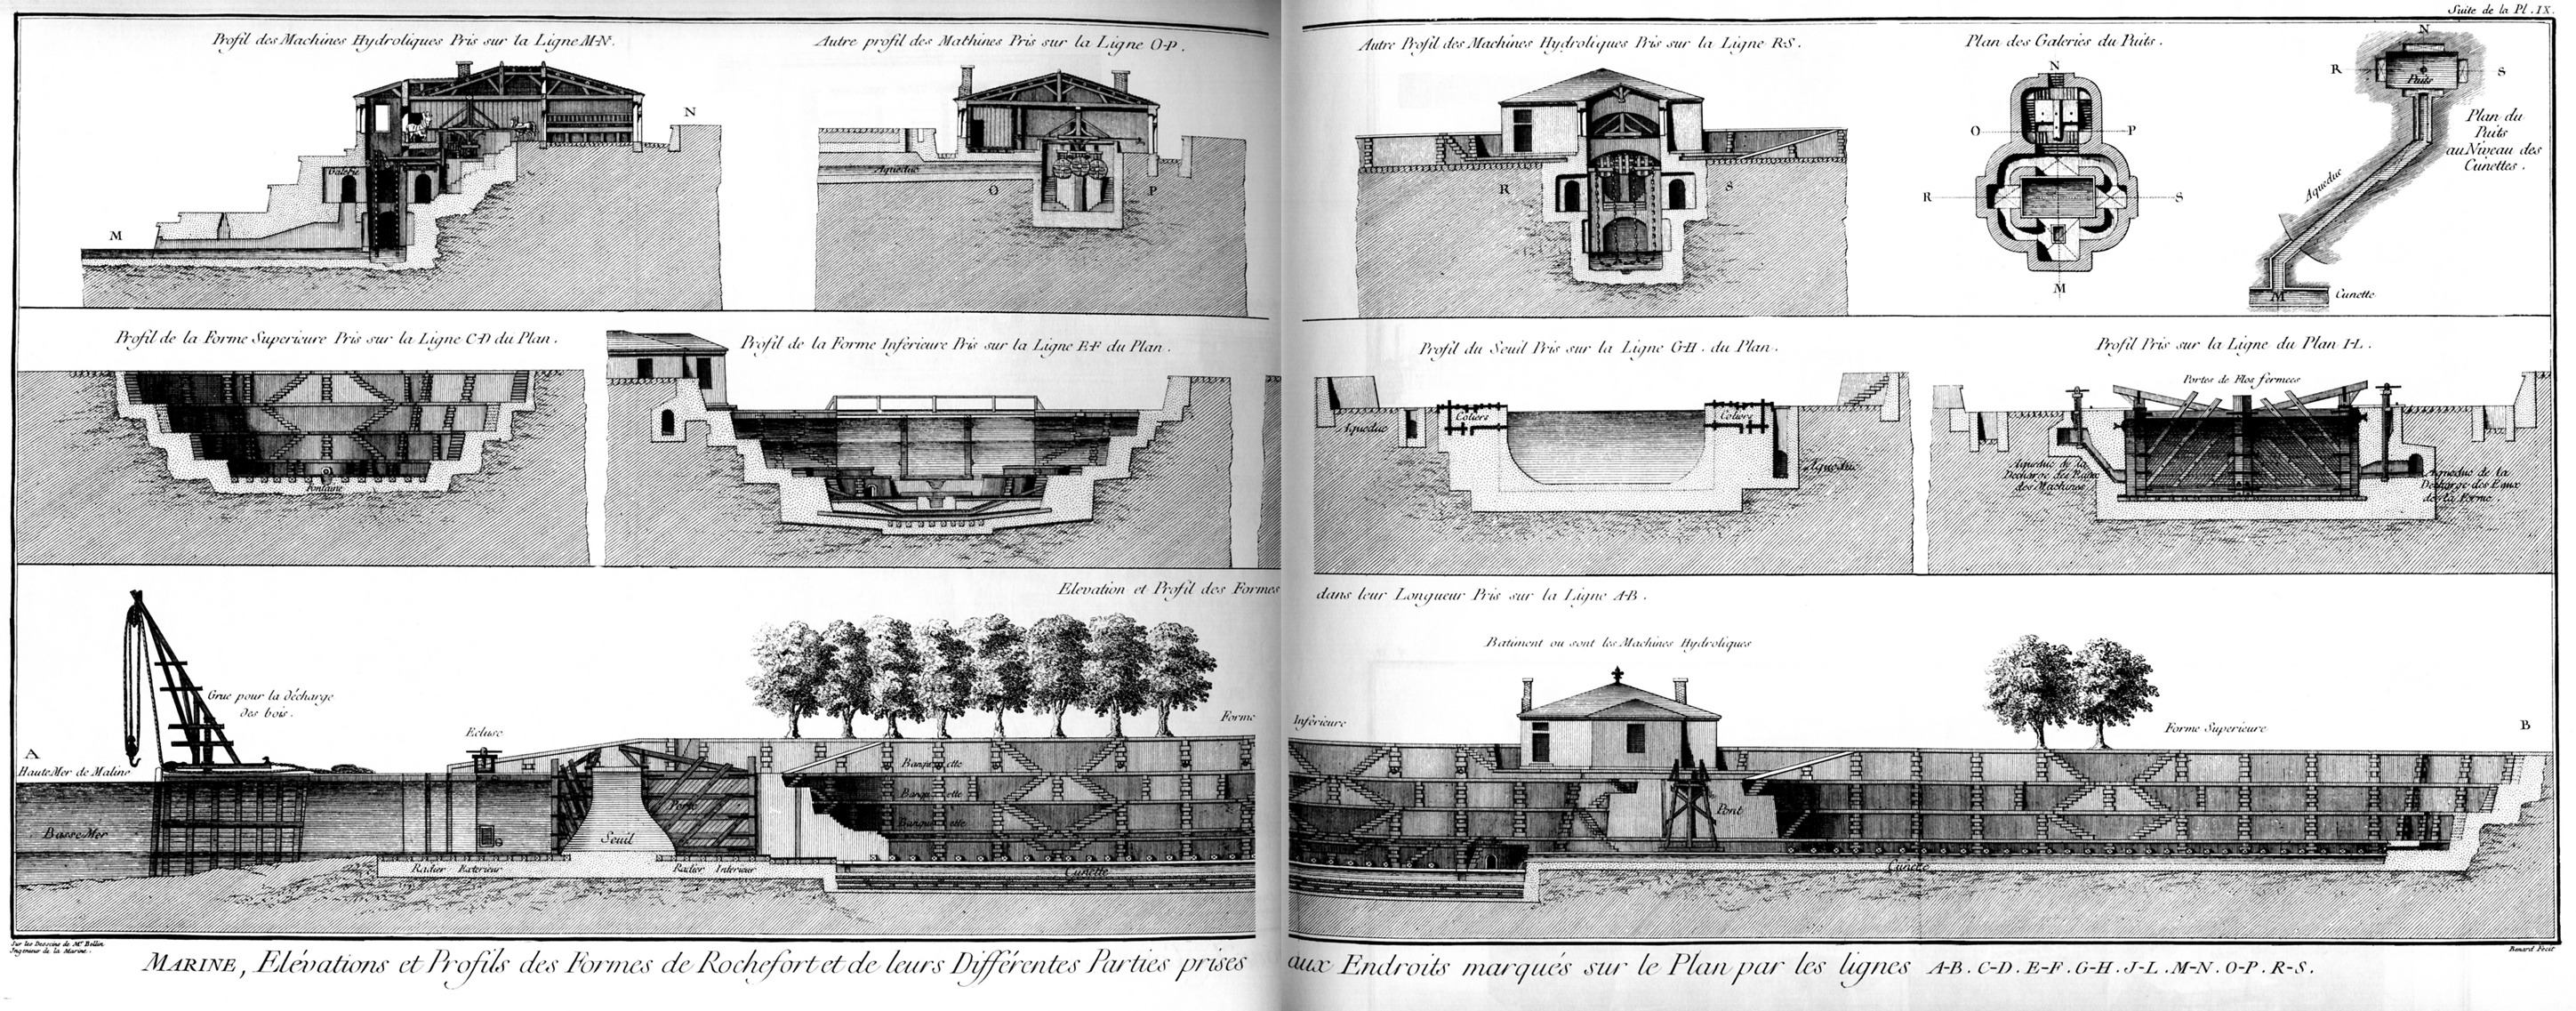 Suite de la Pl. IX.
Profil des Machines Hydroliques Pris sur la Ligne M-N.
Autre profil des Mathines Pris sur la Ligne O-P.
Autre Profil des Machines Hydroliques Pris sur la Ligne R-S.
Plan des Galeries du Puits.
N
M
Galerie
Aqueduc
O
P
R
S
N
O
P
R
S
M
N
R
S
Puits
Plan du
Puits
au Niveau des
Cunettes.
Aqueduc
M
Cunette
Profil de la Forme Superieure Pris sur la Ligne C-D du Plan.
Profil de la Forme Inférieure Pris sur la Ligne E-F du Plan.
Profil du Seuil Pris sur la Ligne G-H. du Plan.
Profil Pris sur la Ligne du Plan I-L.
Fontaine
Coliers
Coliers
Aqueduc
Aqueduc
Portes de Flos fermees
Aqueduc de la
Decharge des
des Machines
Aqueduc de la
Decharge des Eaux
de la Forme.
Elevation et Profil des Formes dans leur Longueur Pris sur la Ligne A-B.
Batiment ou sont les Machines Hydroliques
Grue pour la décharge
des bois.
Ecluse
Forme Inférieure
Forme Superieure
A
B
Haute Mer de Maline
Basse Mer
Banquette
Banquette
Banquette
Porte
Seuil
Pont
Radier Exterieur
Radier Interieur
Cunette
Cunette
Sur les Desseins de Mr. Bellin
Ingenieur de la Marine.
Benard Fecit
MARINE, Elévations et Profils des Formes de Rochefort et de leurs Différentes Parties prises aux Endroits marqués sur le Plan par les lignes A-B. C-D. E-F. G-H. J-L. M-N. O-P. R-S.